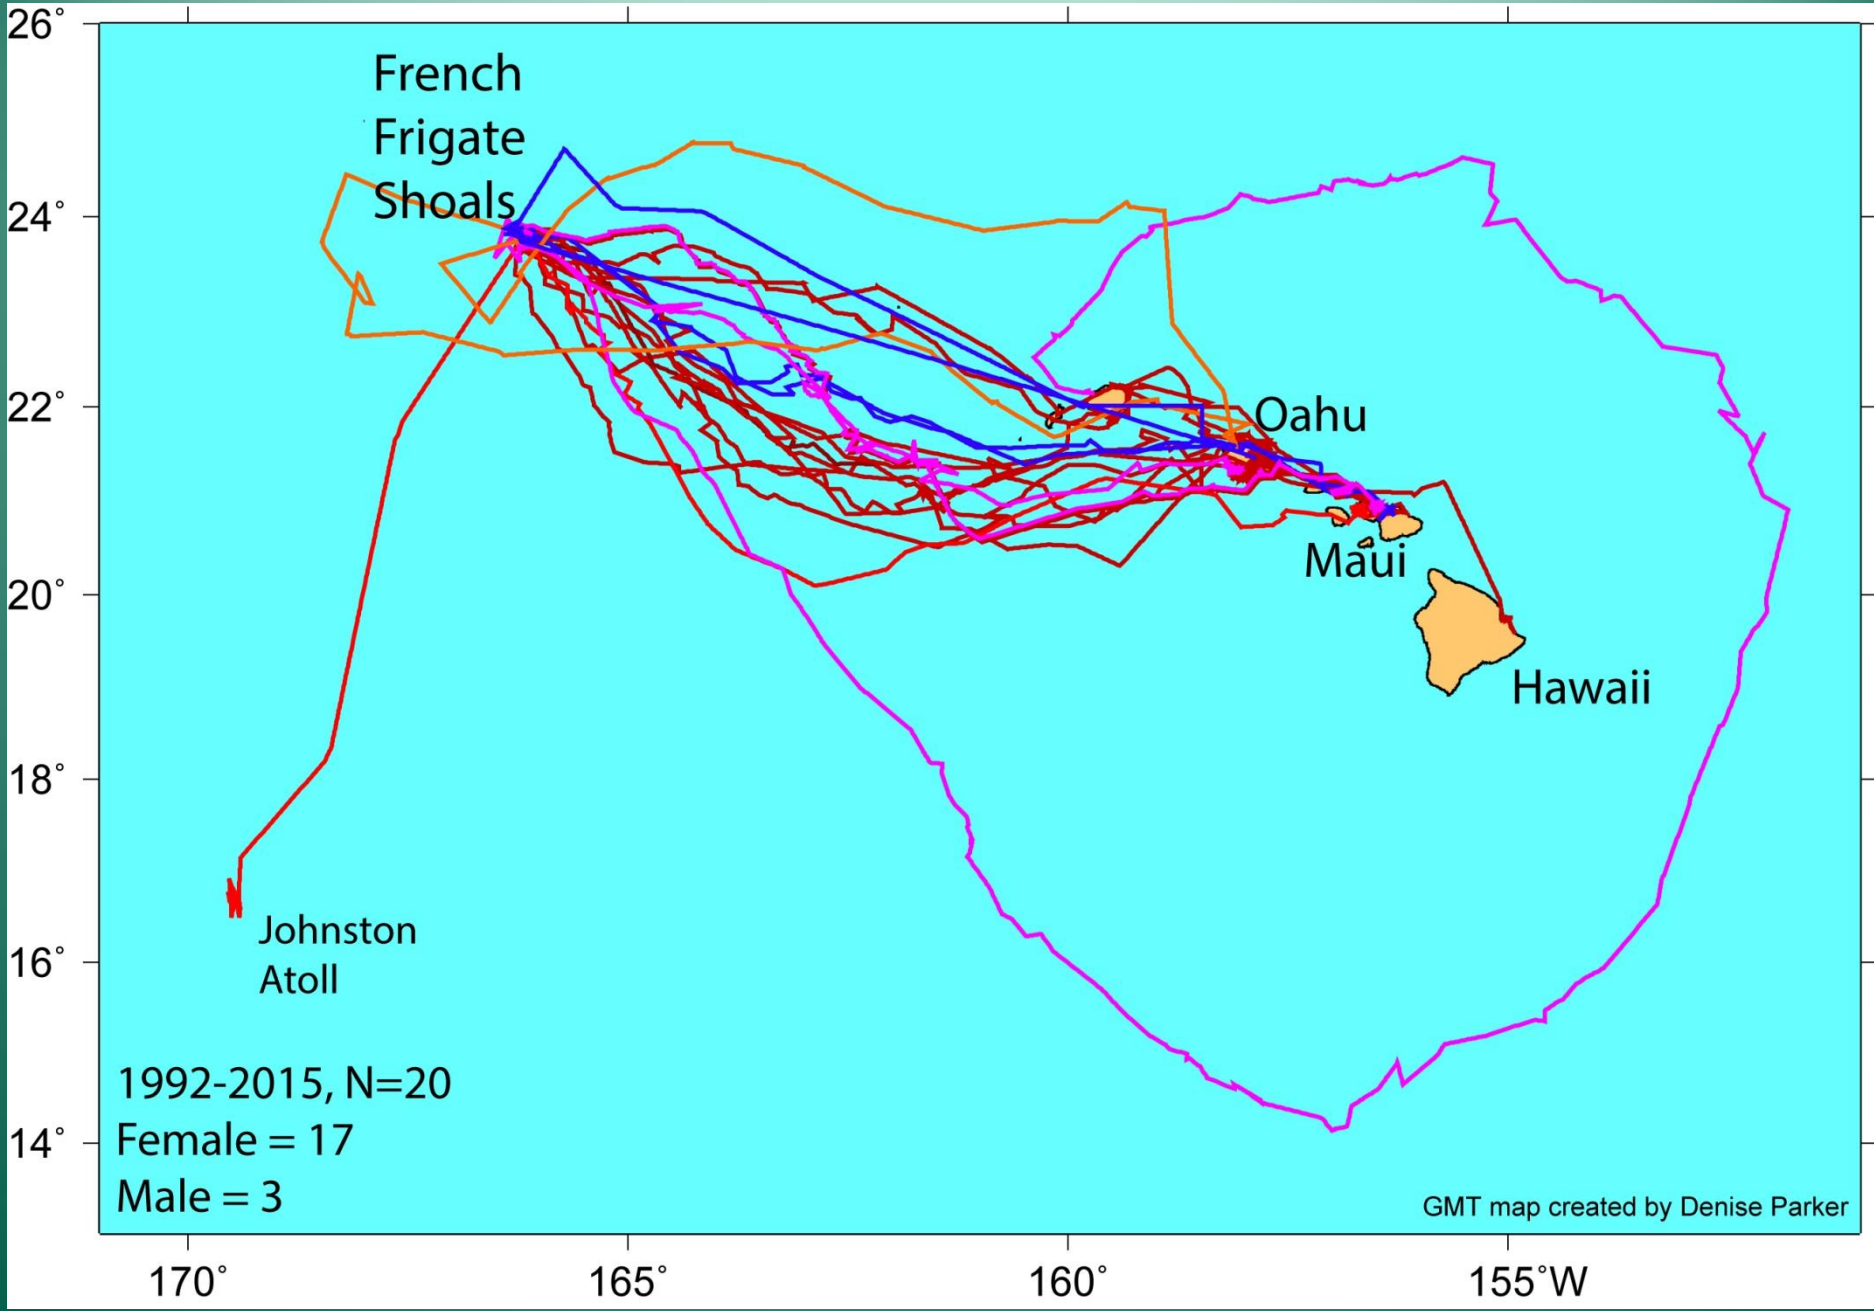 26°
24°
22°
20°
18°
16°
14°
French
Frigate
Shoals
Oahu
Maui
Hawaii
Johnston
Atoll
1992-2015, N=20
Female = 17
Male = 3
GMT map created by Denise Parker
170°
165°
160°
155°W